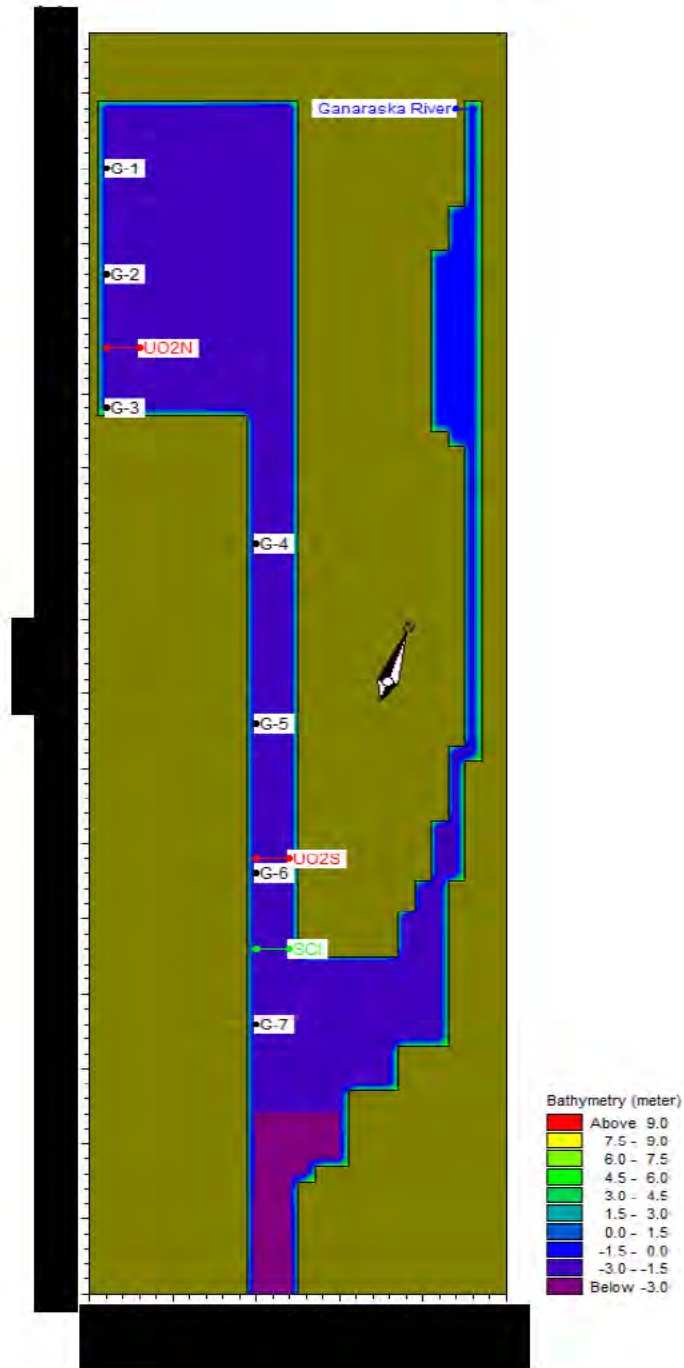 Ganaraska River
G-1
G-2
UO2N
G-3
G-4
G-5
UO2S
G-6
SCI
G-7
Bathymetry (meter)
Above 9.0
7.5 - 9.0
6.0 - 7.5
4.5 - 6.0
3.0 - 4.5
1.5 - 3.0
0.0 - 1.5
-1.5 - 0.0
-3.0 - -1.5
Below -3.0